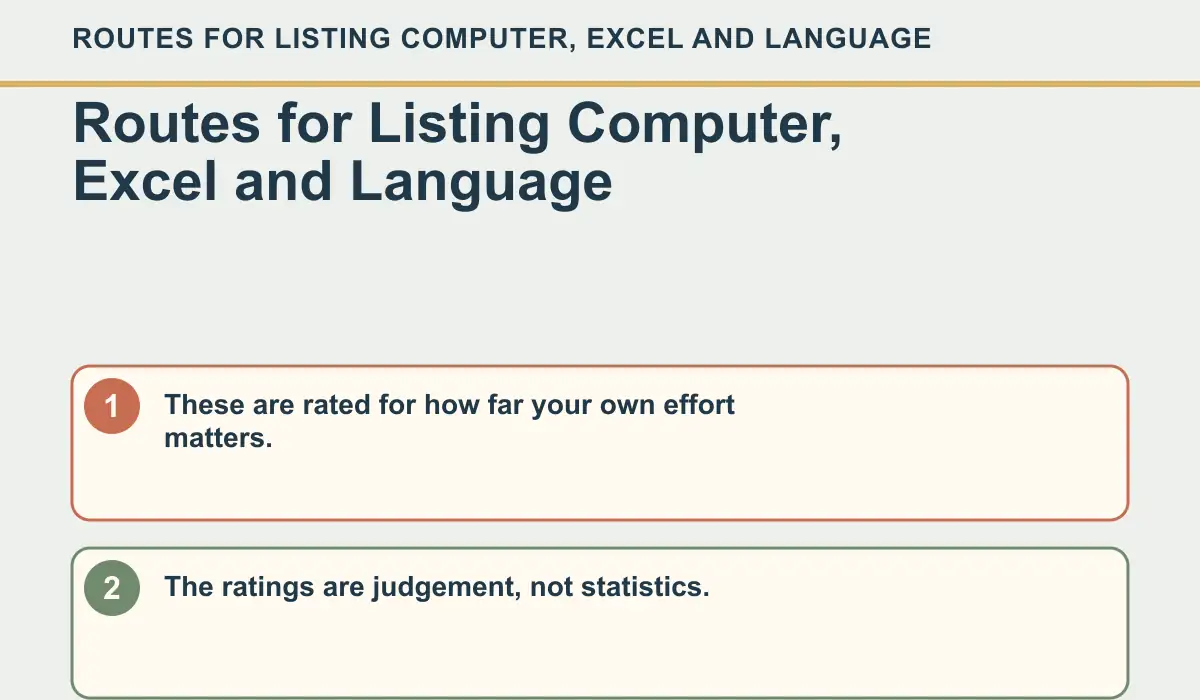 ROUTES FOR LISTING COMPUTER, EXCEL AND LANGUAGE
Routes for Listing Computer,
Excel and Language
1
These are rated for how far your own effort
matters.
2
The ratings are judgement, not statistics.